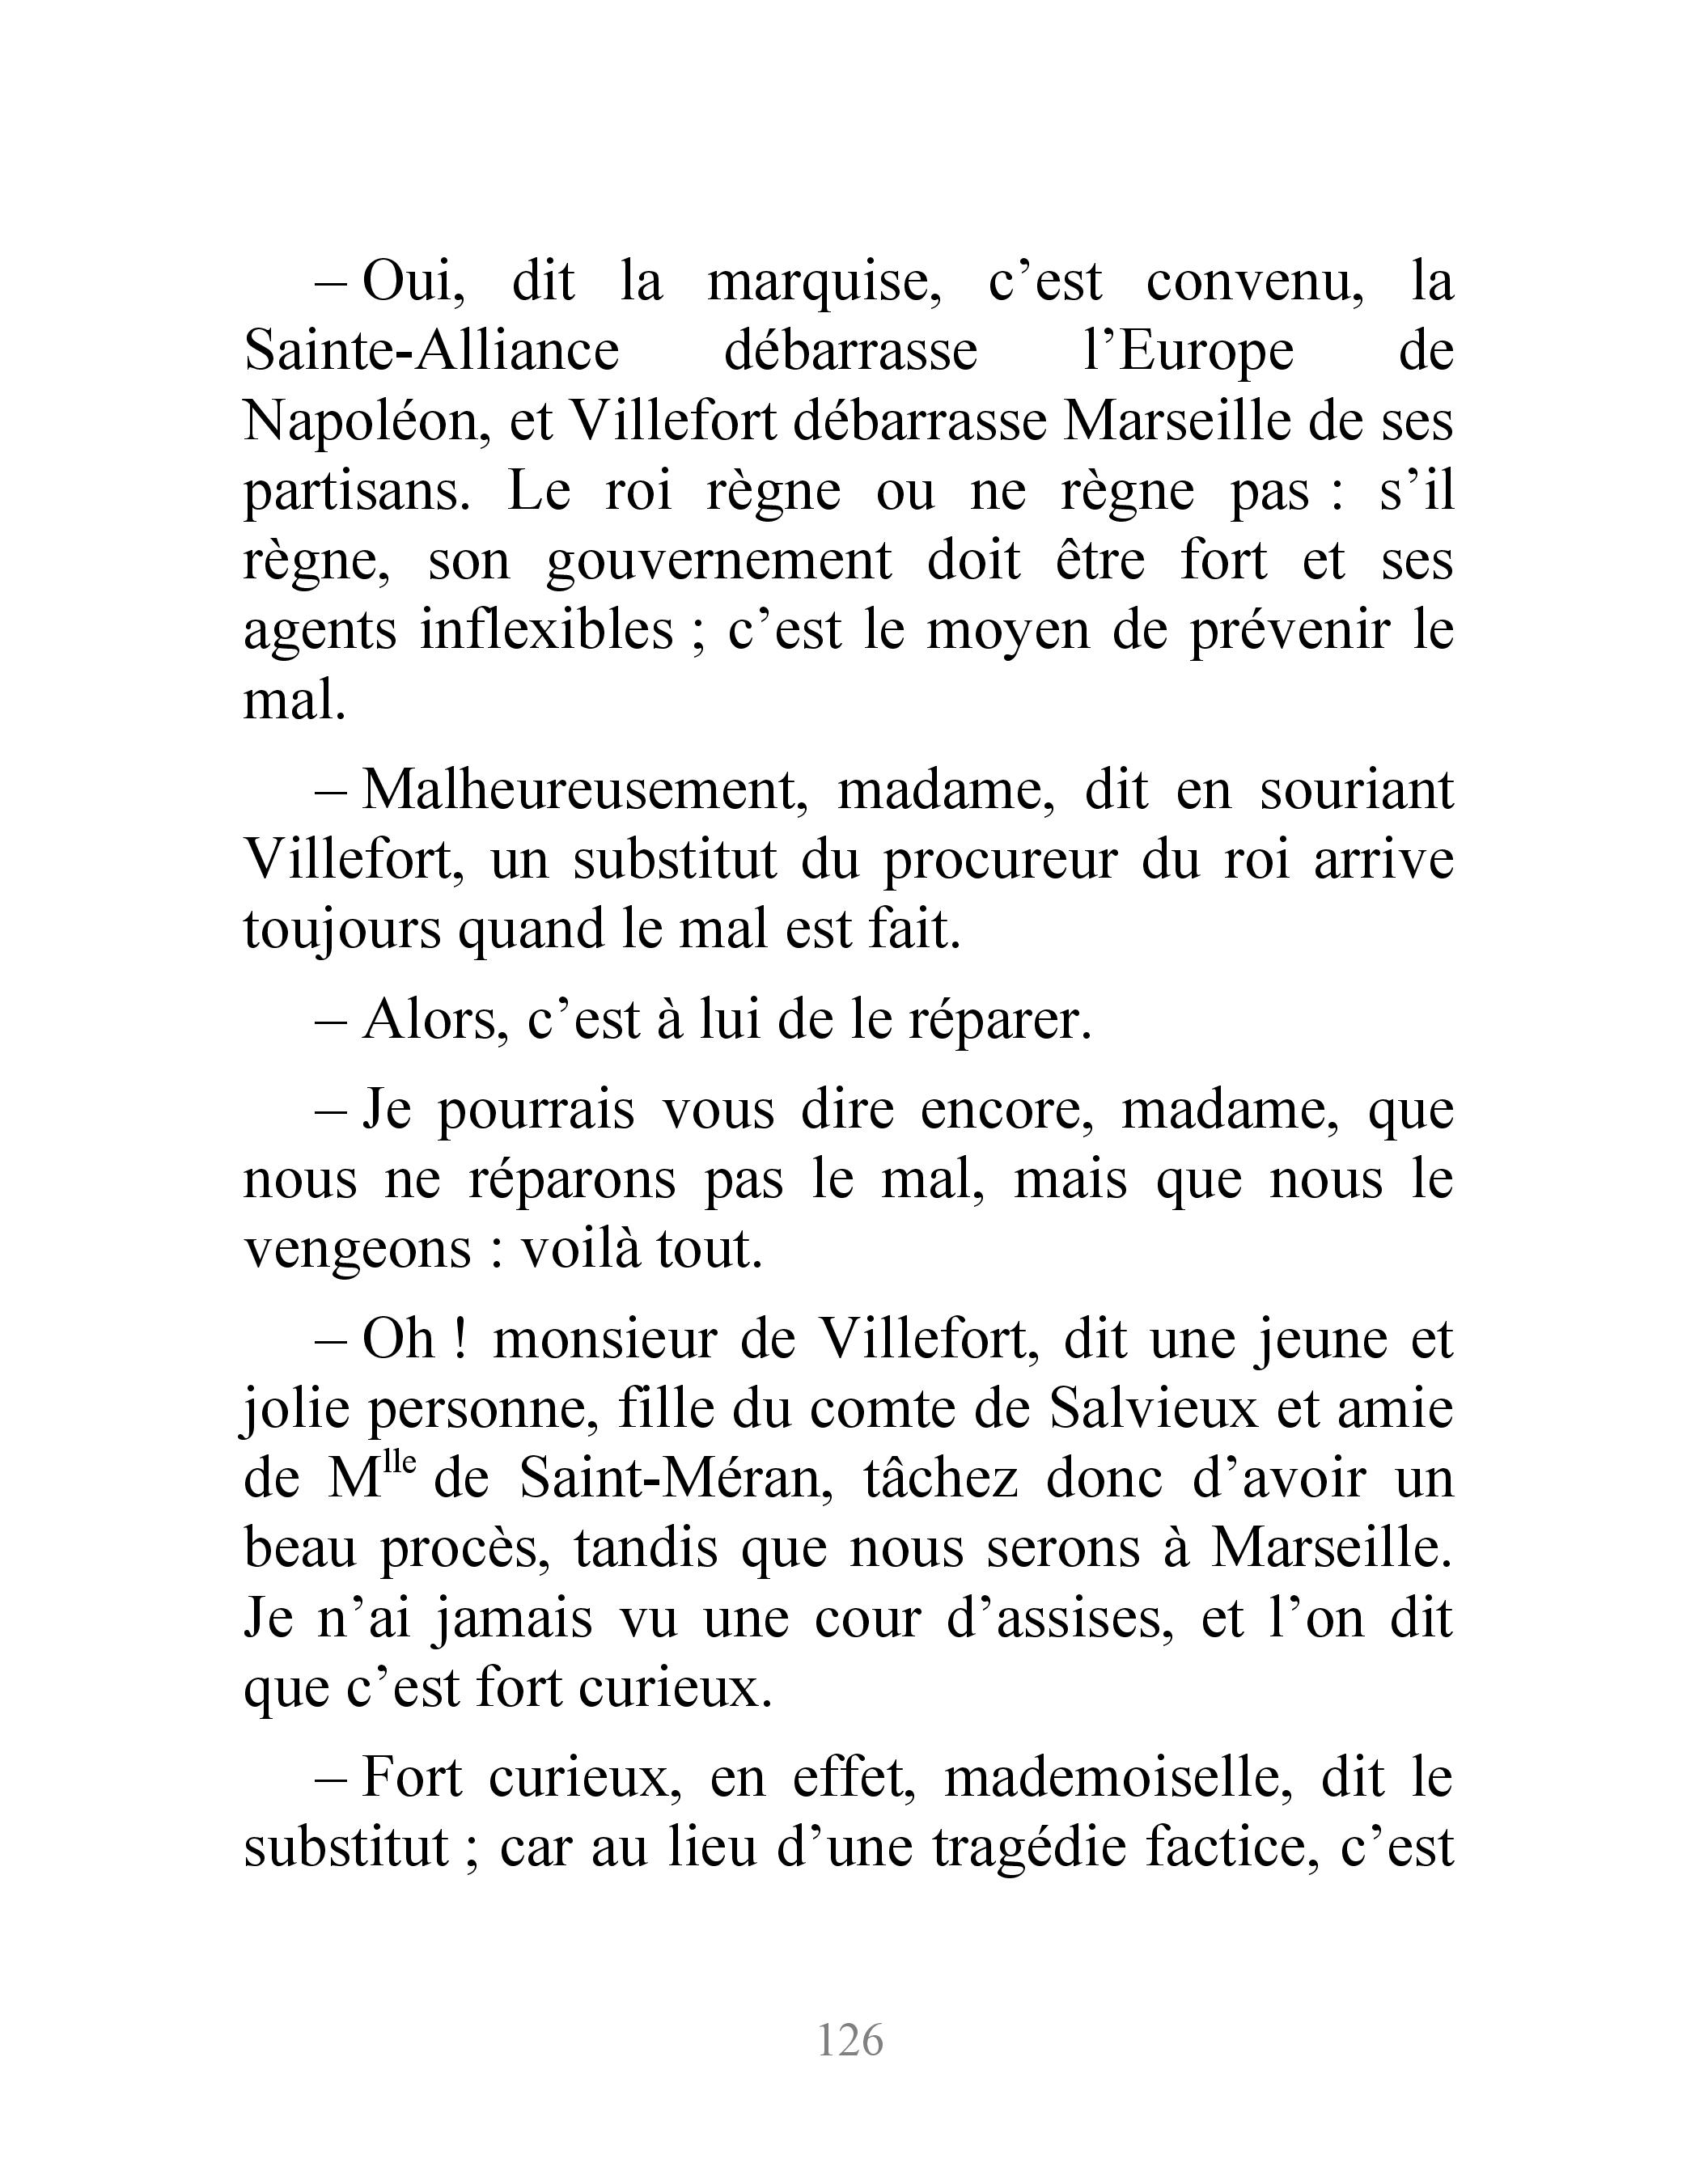 – Oui, dit la marquise, c’est convenu, la
Sainte-Alliance débarrasse l’Europe de
Napoléon, et Villefort débarrasse Marseille de ses
partisans. Le roi règne ou ne règne pas : s’il
règne, son gouvernement doit être fort et ses
agents inflexibles ; c’est le moyen de prévenir le
mal.
– Malheureusement, madame, dit en souriant
Villefort, un substitut du procureur du roi arrive
toujours quand le mal est fait.
– Alors, c’est à lui de le réparer.
– Je pourrais vous dire encore, madame, que
nous ne réparons pas le mal, mais que nous le
vengeons : voilà tout.
– Oh ! monsieur de Villefort, dit une jeune et
jolie personne, fille du comte de Salvieux et amie
de Mlle de Saint-Méran, tâchez donc d’avoir un
beau procès, tandis que nous serons à Marseille.
Je n’ai jamais vu une cour d’assises, et l’on dit
que c’est fort curieux.
– Fort curieux, en effet, mademoiselle, dit le
substitut ; car au lieu d’une tragédie factice, c’est
126